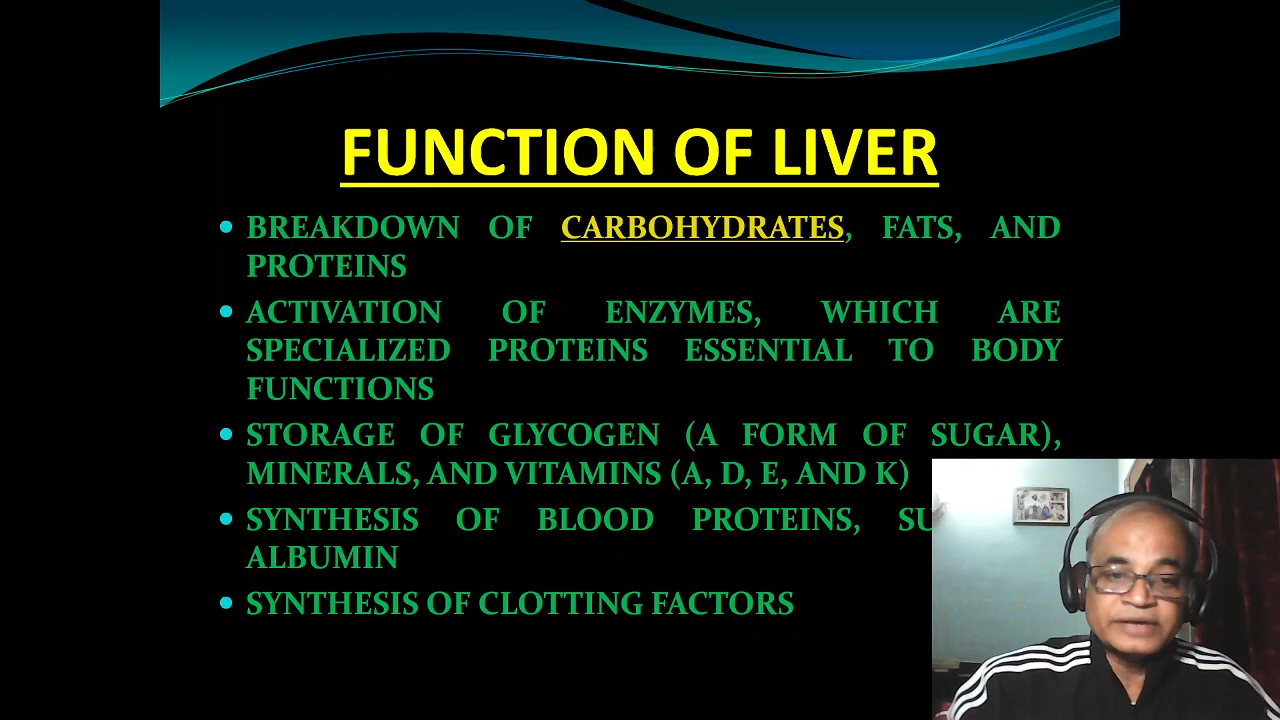 FUNCTION OF LIVER
BREAKDOWN OF CARBOHYDRATES, FATS, AND
PROTEINS
ACTIVATION OF ENZYMES, WHICH ARE
SPECIALIZED PROTEINS ESSENTIAL TO BODY
FUNCTIONS
STORAGE OF GLYCOGEN (A FORM OF SUGAR),
MINERALS, AND VITAMINS (A, D, E, AND K)
SYNTHESIS OF BLOOD PROTEINS,
ALBUMIN
SYNTHESIS OF CLOTTING FACTORS